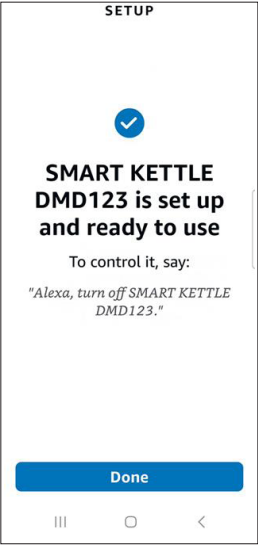 SETUP
SMART KETTLE
DMD123 is set up
and ready to use
To control it, say:
"Alexa, turn off SMART KETTLE
DMD123."
Done